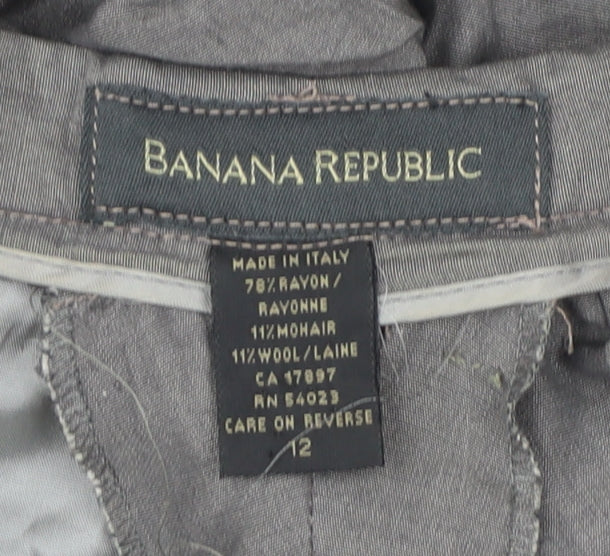 BANANA REPUBLIC
MADE IN ITALY
78% RAYON /
RAYONNE
11% MOHAIR
11% WOOL/LAINE
CA 17897
RN 54023
CARE ON REVERSE
12